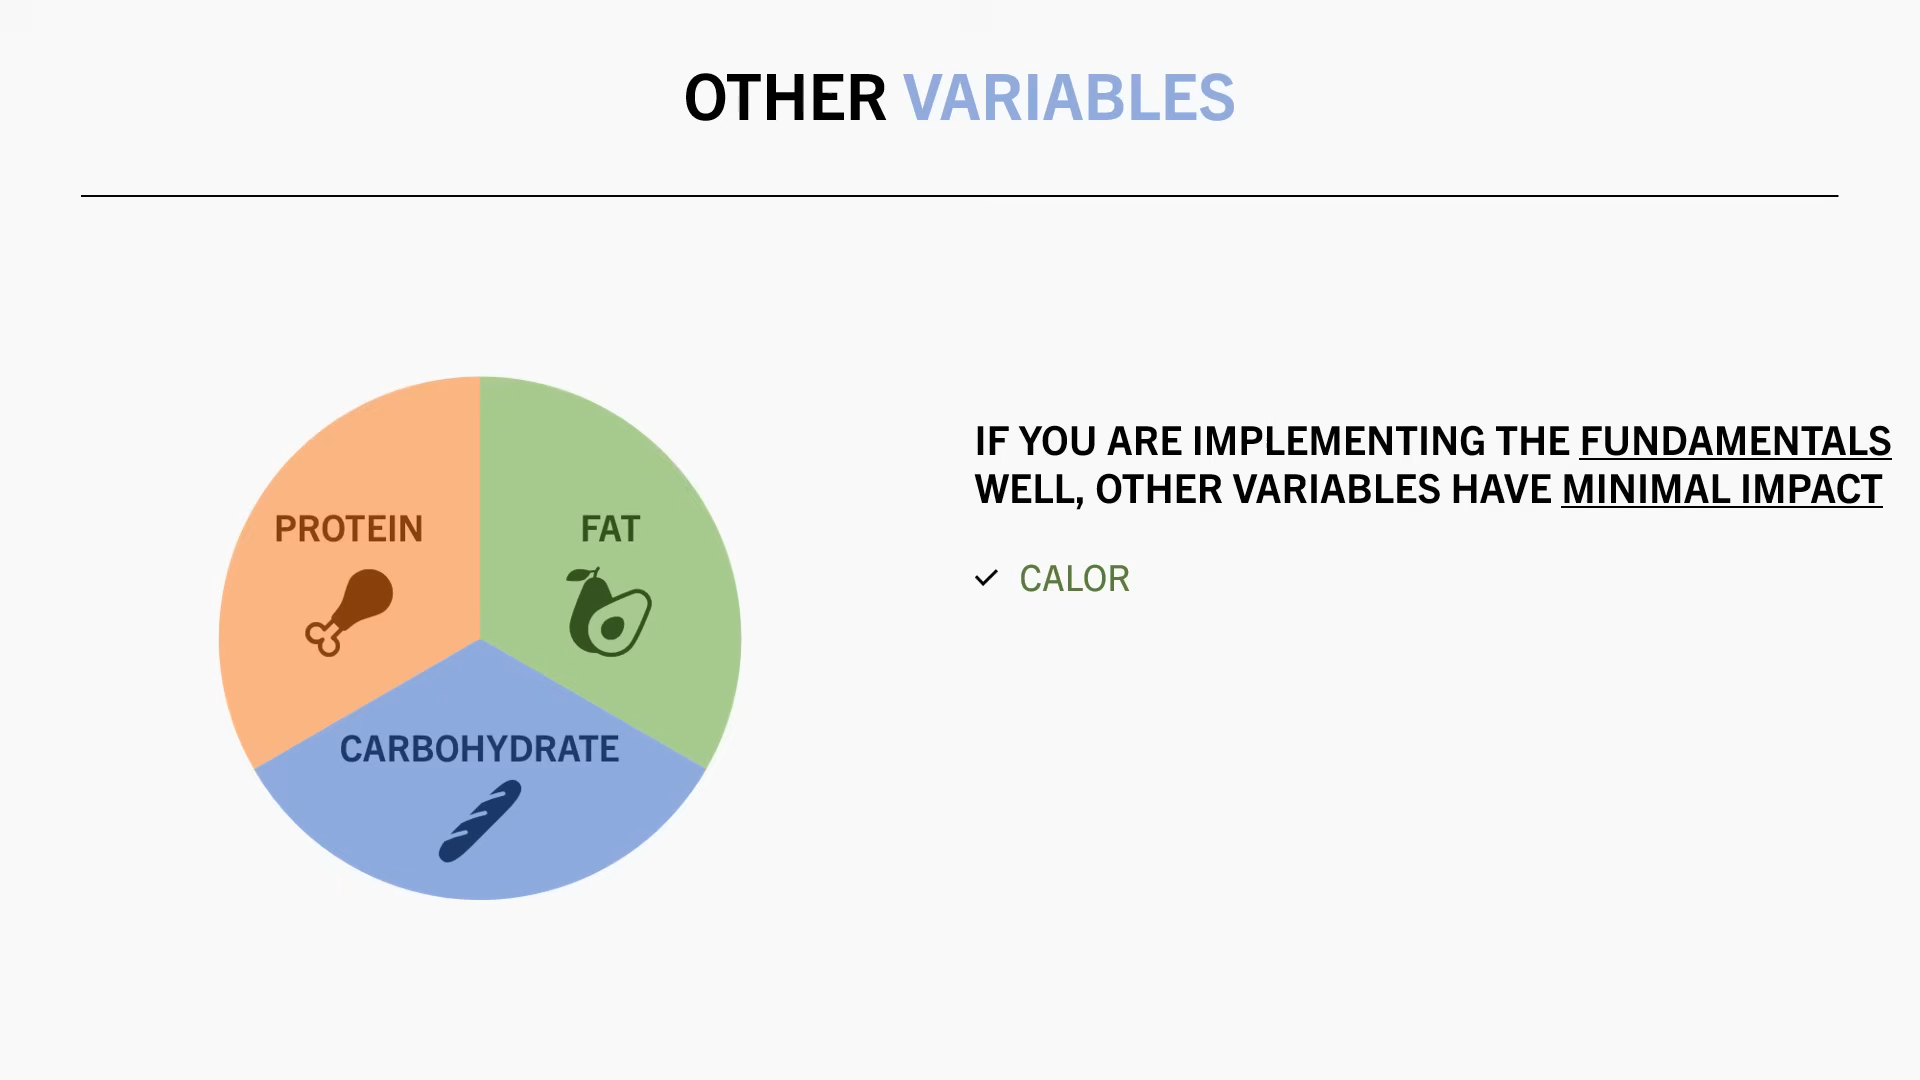 OTHER VARIABLES
PROTEIN
FAT
CARBOHYDRATE
IF YOU ARE IMPLEMENTING THE FUNDAMENTALS
WELL, OTHER VARIABLES HAVE MINIMAL IMPACT
✓ CALOR